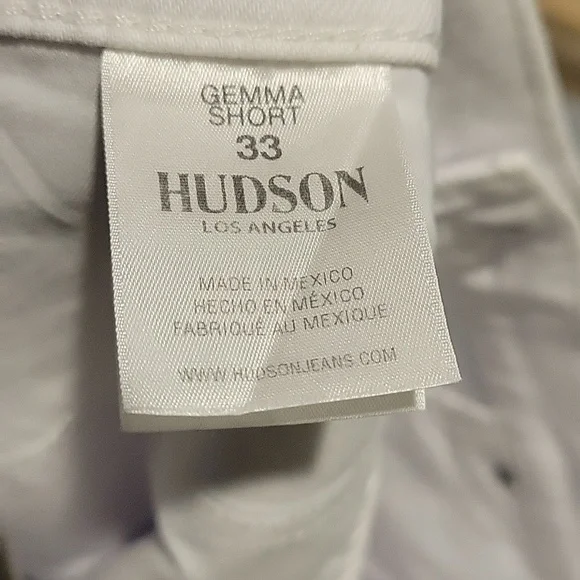 GEMMA
SHORT
33
HUDSON
LOS ANGELES
MADE IN MEXICO
HECHO EN MÉXICO
FABRIQUÉ AU MEXIQUE
WWW.HUDSONJEANS.COM